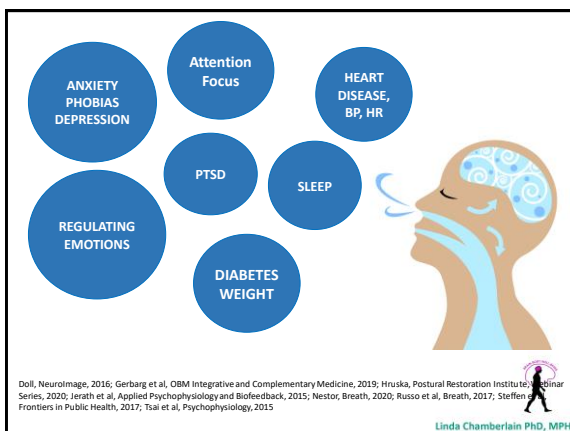 ANXIETY
PHOBIAS
DEPRESSION
Attention
Focus
HEART
DISEASE,
BP, HR
PTSD
SLEEP
REGULATING
EMOTIONS
DIABETES
WEIGHT
Doll, NeuroImage, 2016; Gerbarg et al, OBM Integrative and Complementary Medicine, 2019; Hruska, Postural Restoration Institute, Webinar
Series, 2020; Jerath et al, Applied Psychophysiology and Biofeedback, 2015; Nestor, Breath, 2020; Russo et al, Breath, 2017; Steffen et al,
Frontiers in Public Health, 2017; Tsai et al, Psychophysiology, 2015
Linda Chamberlain PhD, MPH